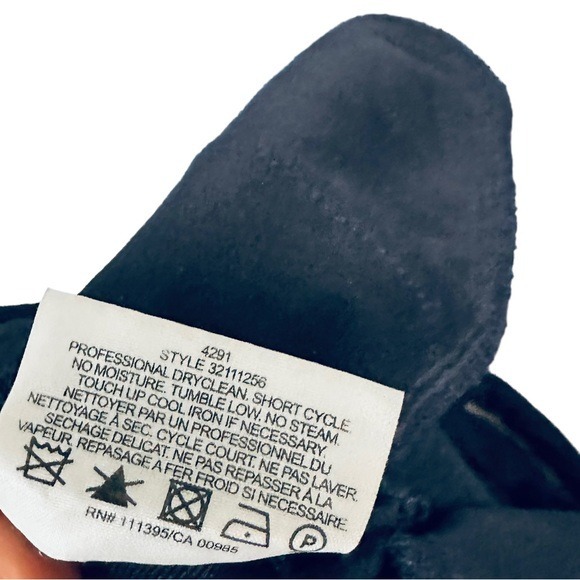 4291
STYLE 32111256
PROFESSIONAL DRYCLEAN. SHORT CYCLE.
NO MOISTURE. TUMBLE LOW. NO STEAM.
TOUCH UP COOL IRON IF NECESSARY.
NETTOYER PAR UN PROFESSIONNEL DU
NETTOYAGE À SEC. CYCLE COURT. NE PAS LAVER.
SECHAGE DELICAT. NE PAS REPASSER À LA
VAPEUR. REPASAGE A FER FROID SI NECESSAIRE
P
RN# 111395/CA 00985